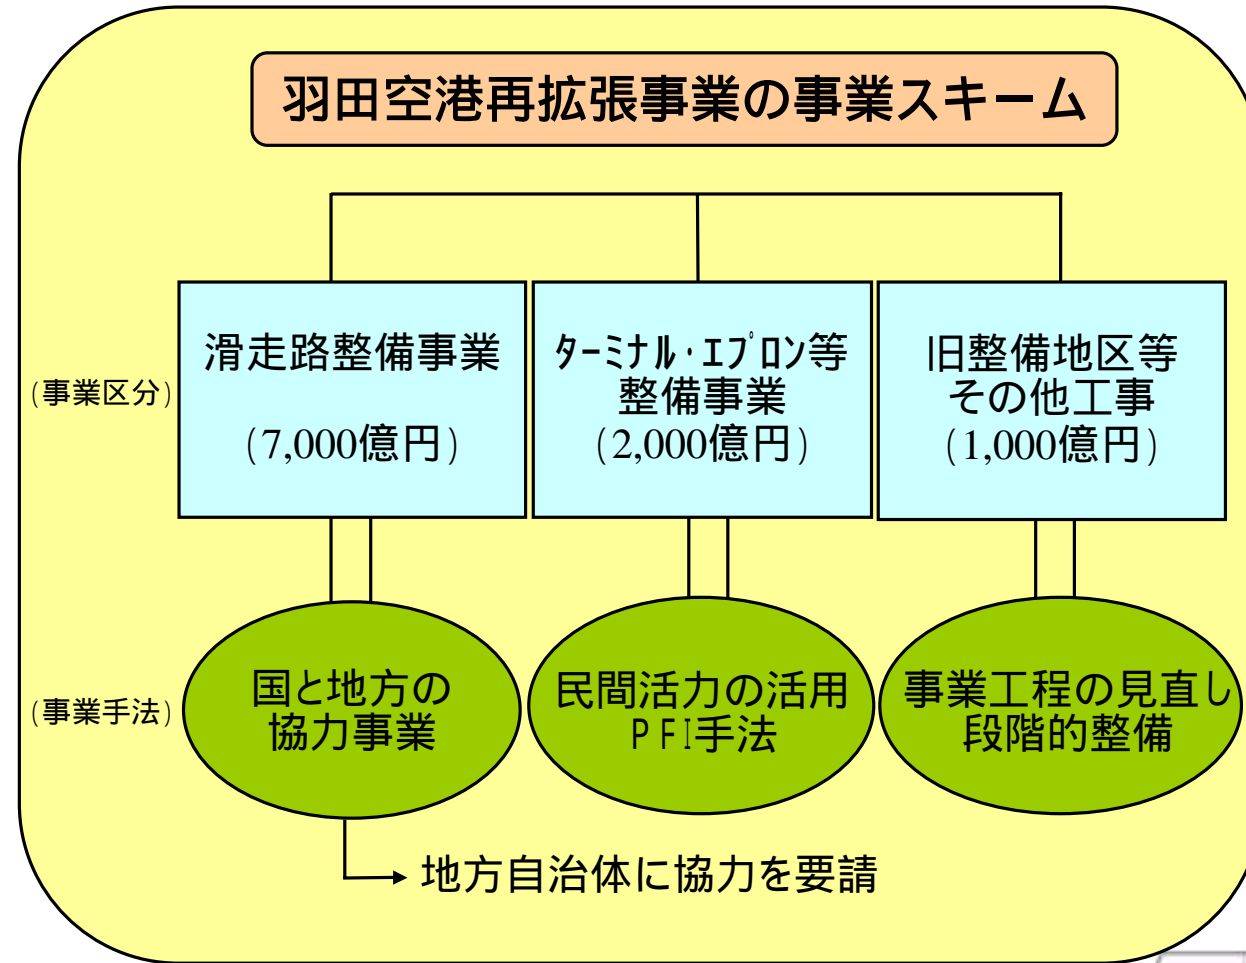 羽田空港再拡張事業の事業スキーム
(事業区分)
滑走路整備事業
(7,000億円)
ﾀｰﾐﾅﾙ･ｴﾌﾟﾛﾝ等
整備事業
(2,000億円)
旧整備地区等
その他工事
(1,000億円)
(事業手法)
国と地方の
協力事業
民間活力の活用
ＰＦＩ手法
事業工程の見直し
段階的整備
地方自治体に協力を要請